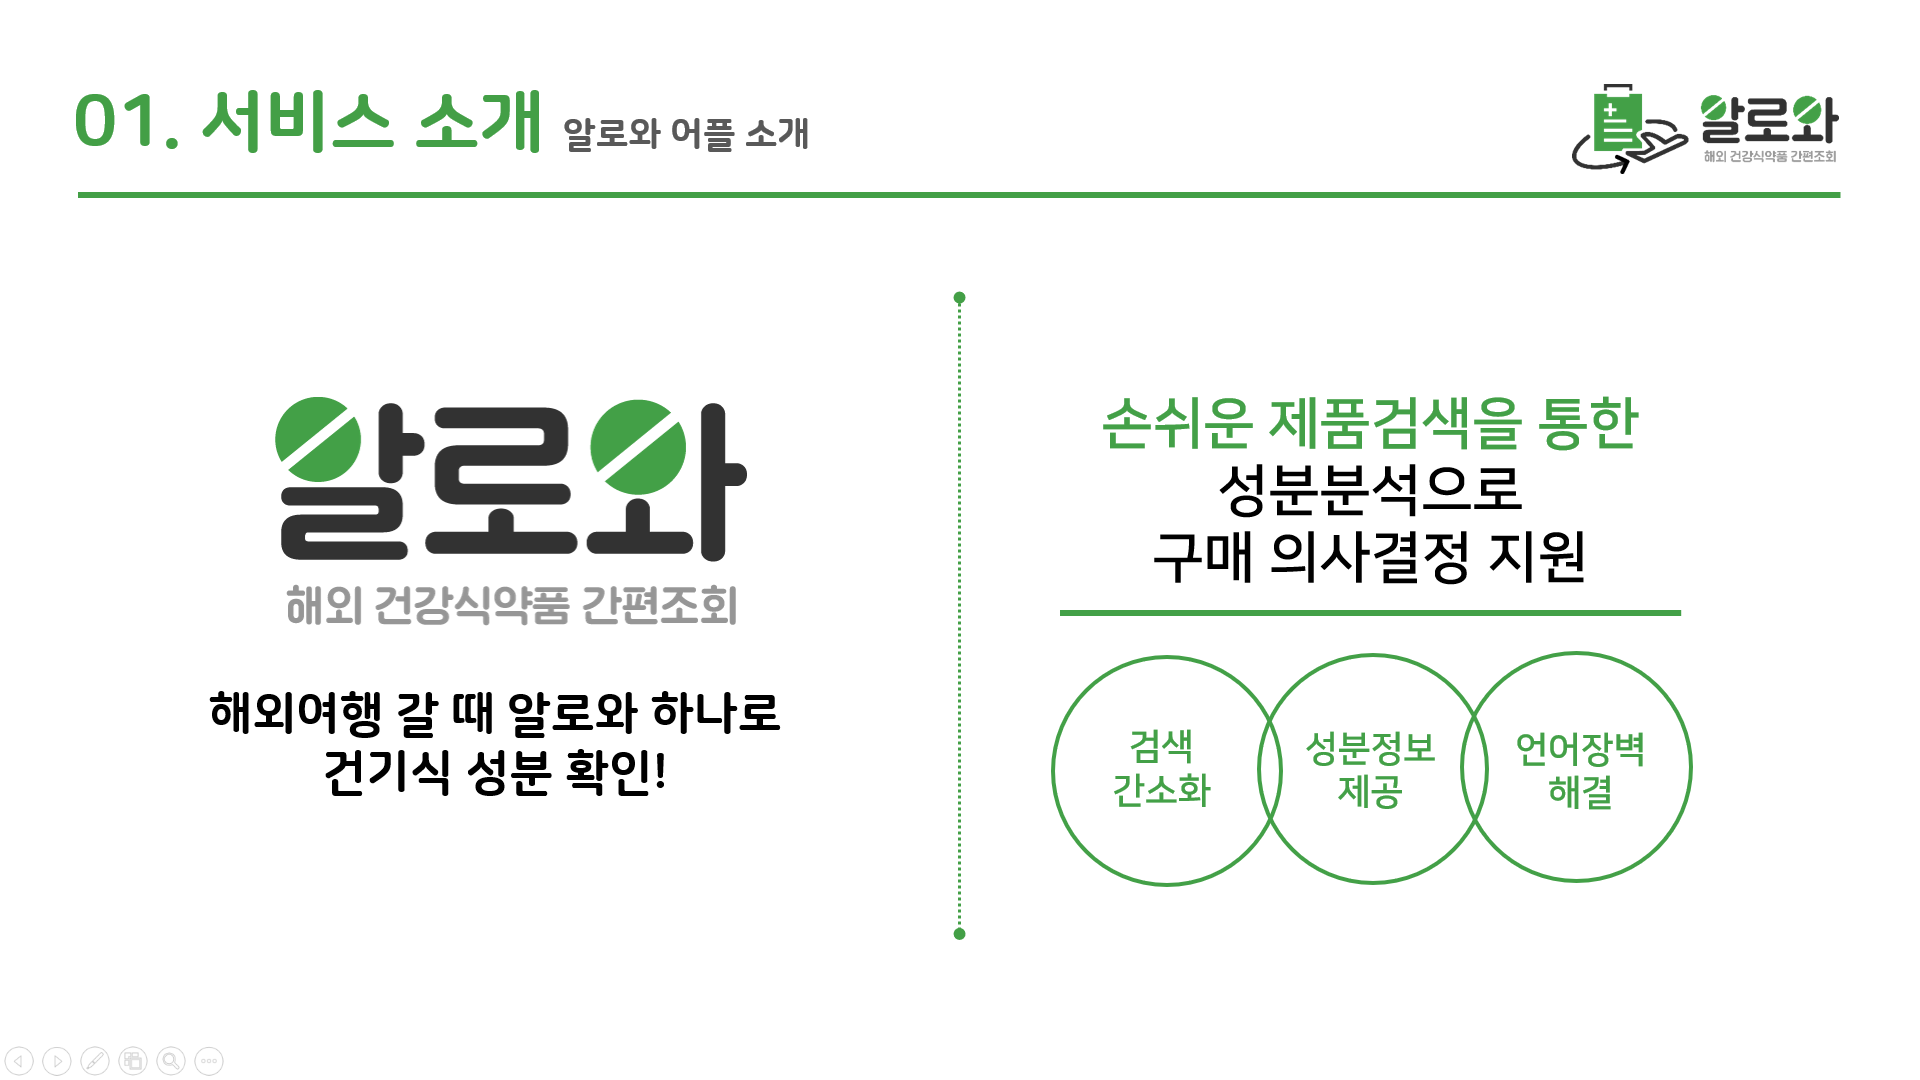 01. 서비스 소개 알로와 어플 소개
알로와
해외 건강식약품 간편조회
알로와
해외 건강식약품 간편조회
해외여행 갈 때 알로와 하나로
건기식 성분 확인!
손쉬운 제품검색을 통한
성분분석으로
구매 의사결정 지원
검색
간소화
성분정보
제공
언어장벽
해결